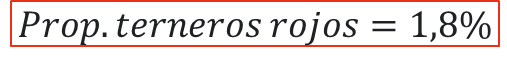 Prop. terneros rojos = 1,8%